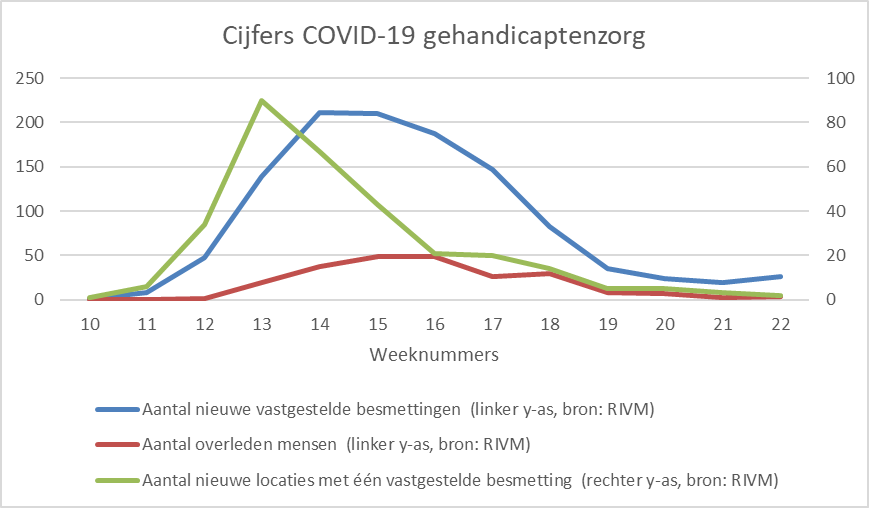 Cijfers COVID-19 gehandicaptenzorg
250 100
200 80
150 60
100 40
50 20
0 0
10 11 12 13 14 15 16 17 18 19 20 21 22
Weeknummers
Aantal nieuwe vastgestelde besmettingen (linker y-as, bron: RIVM)
Aantal overleden mensen (linker y-as, bron: RIVM)
Aantal nieuwe locaties met één vastgestelde besmetting (rechter y-as, bron: RIVM)